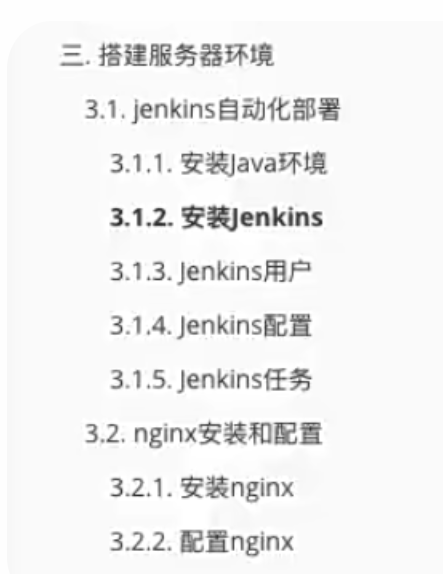 三. 搭建服务器环境
3.1. jenkins自动化部署
3.1.1. 安装Java环境
3.1.2. 安装Jenkins
3.1.3. Jenkins用户
3.1.4. Jenkins配置
3.1.5. Jenkins任务
3.2. nginx安装和配置
3.2.1. 安装nginx
3.2.2. 配置nginx